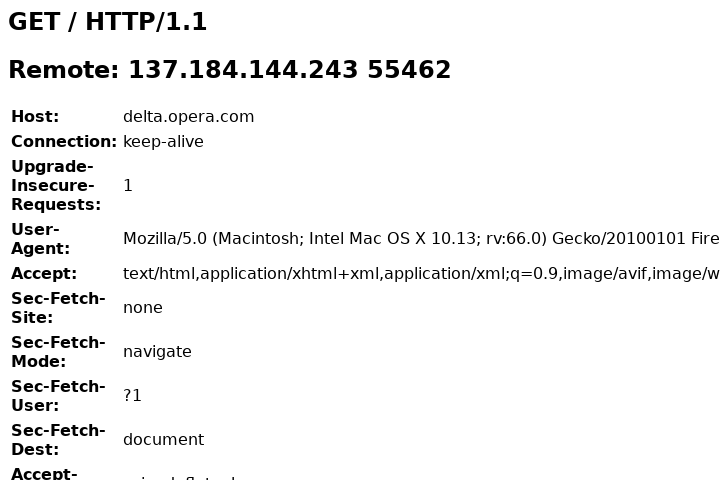 GET / HTTP/1.1
Remote: 137.184.144.243 55462
Host: delta.opera.com
Connection: keep-alive
Upgrade-
Insecure- 1
Requests:
User-
Agent: Mozilla/5.0 (Macintosh; Intel Mac OS X 10.13; rv:66.0) Gecko/20100101 Fire
Accept: text/html,application/xhtml+xml,application/xml;q=0.9,image/avif,image/w
Sec-Fetch-
Site: none
Sec-Fetch-
Mode: navigate
Sec-Fetch-
User: ?1
Sec-Fetch-
Dest: document
Accept-